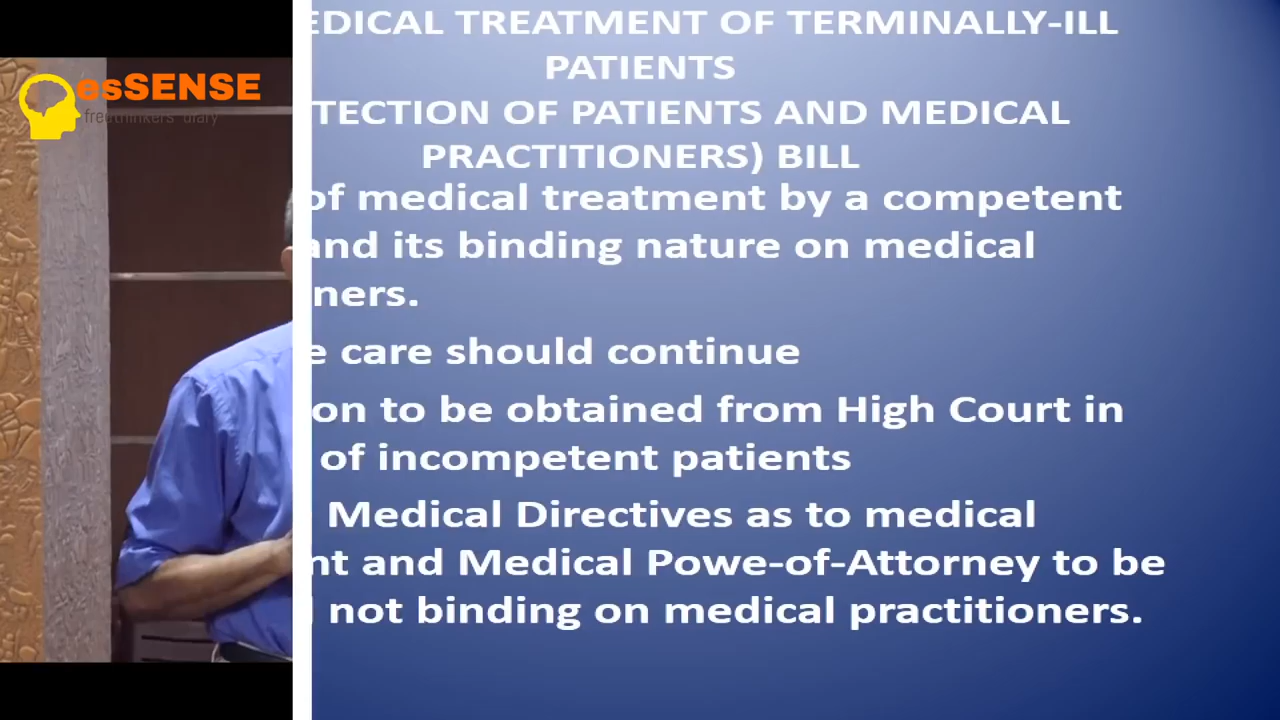 esSENSE
freethinkers' diary
EDICAL TREATMENT OF TERMINALLY-ILL
PATIENTS
TECTION OF PATIENTS AND MEDICAL
PRACTITIONERS) BILL
of medical treatment by a competent
and its binding nature on medical
ners.
e care should continue
on to be obtained from High Court in
of incompetent patients
Medical Directives as to medical
nt and Medical Powe-of-Attorney to be
not binding on medical practitioners.